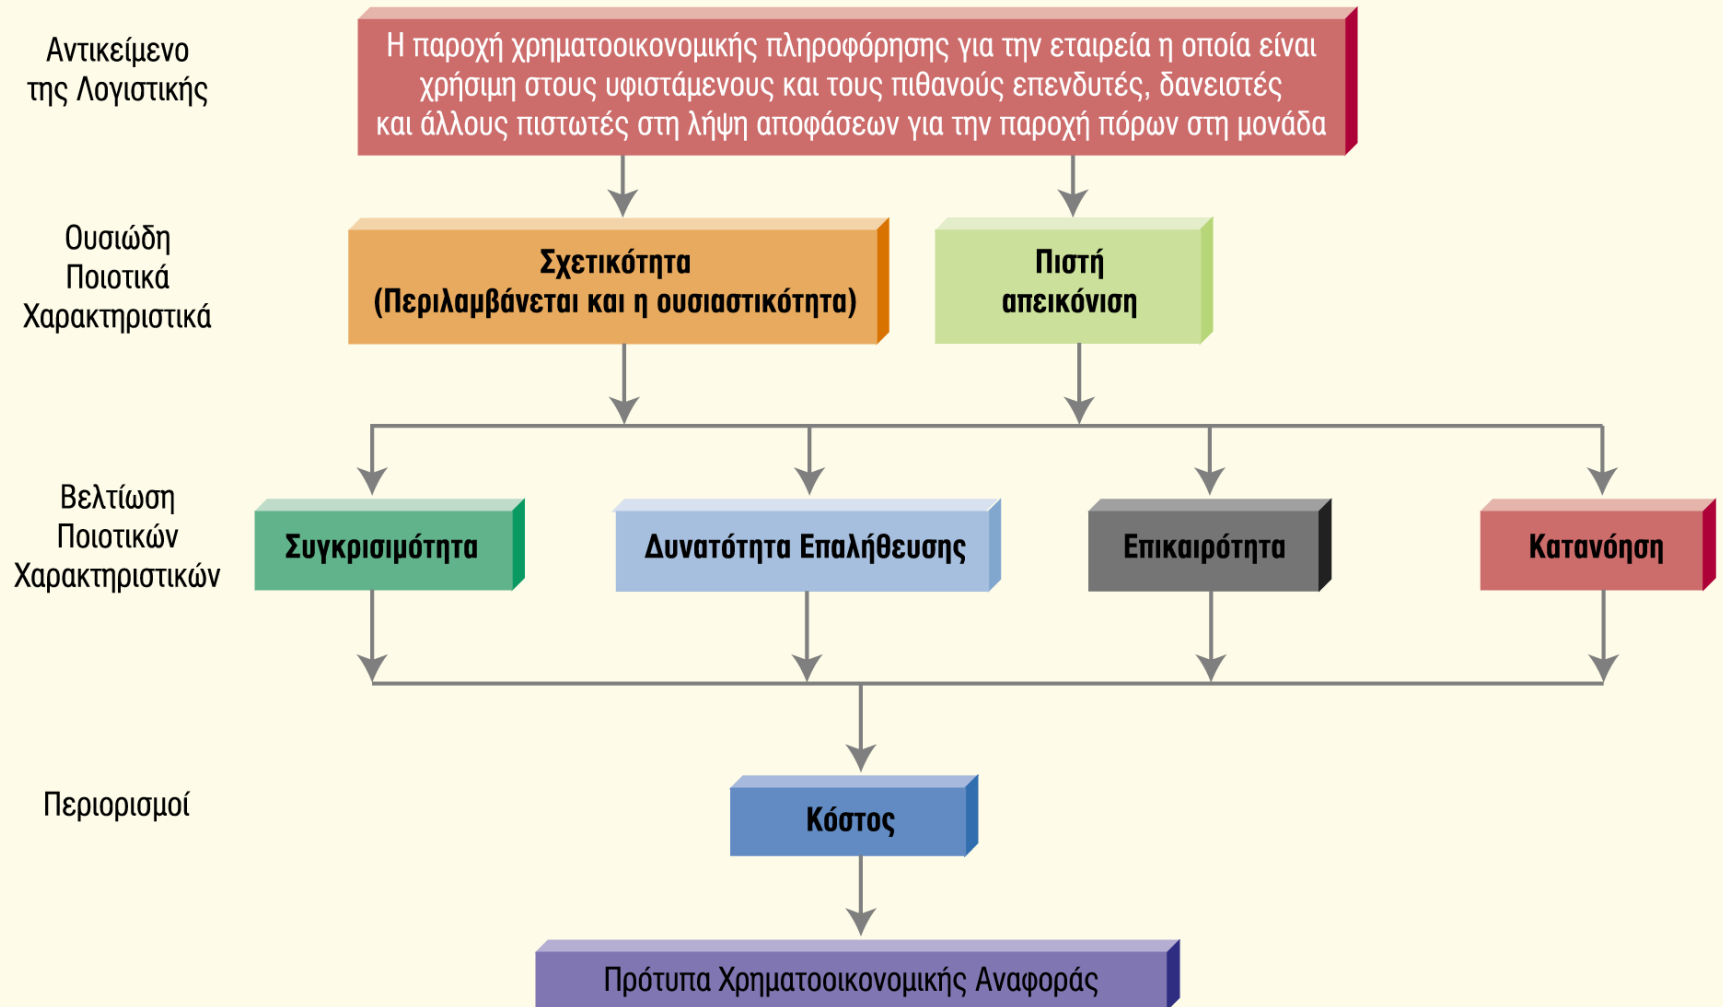 Αντικείμενο
της Λογιστικής
Η παροχή χρηματοοικονομικής πληροφόρησης για την εταιρεία η οποία είναι
χρήσιμη στους υφιστάμενους και τους πιθανούς επενδυτές, δανειστές
και άλλους πιστωτές στη λήψη αποφάσεων για την παροχή πόρων στη μονάδα
Ουσιώδη
Ποιοτικά
Χαρακτηριστικά
Σχετικότητα
(Περιλαμβάνεται και η ουσιαστικότητα)
Πιστή
απεικόνιση
Βελτίωση
Ποιοτικών
Χαρακτηριστικών
Συγκρισιμότητα
Δυνατότητα Επαλήθευσης
Επικαιρότητα
Κατανόηση
Περιορισμοί
Κόστος
Πρότυπα Χρηματοοικονομικής Αναφοράς